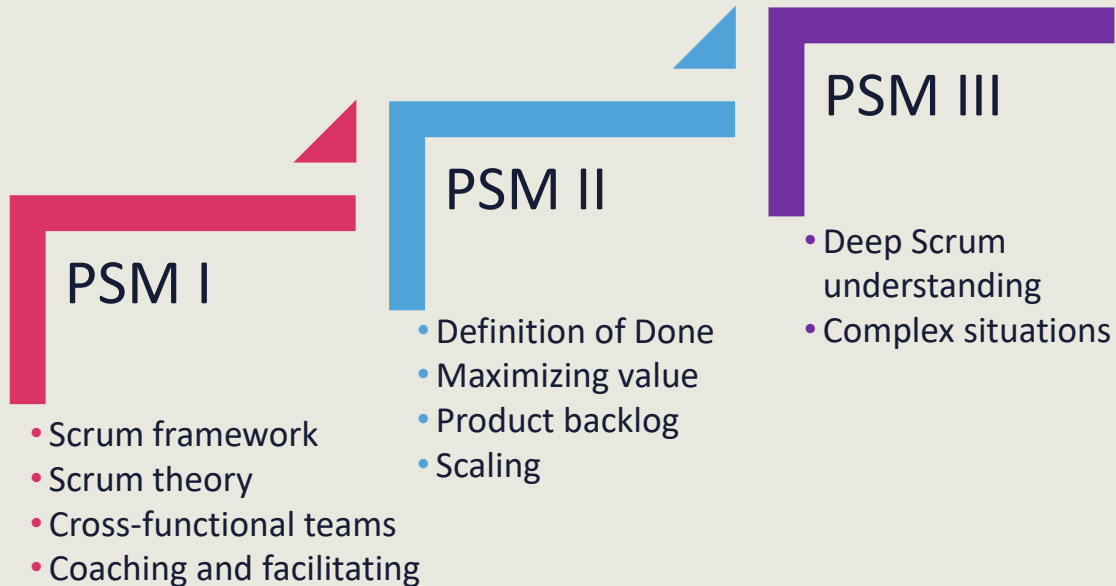 PSM I
• Scrum framework
• Scrum theory
• Cross-functional teams
• Coaching and facilitating
PSM II
• Definition of Done
• Maximizing value
• Product backlog
• Scaling
PSM III
• Deep Scrum
understanding
• Complex situations